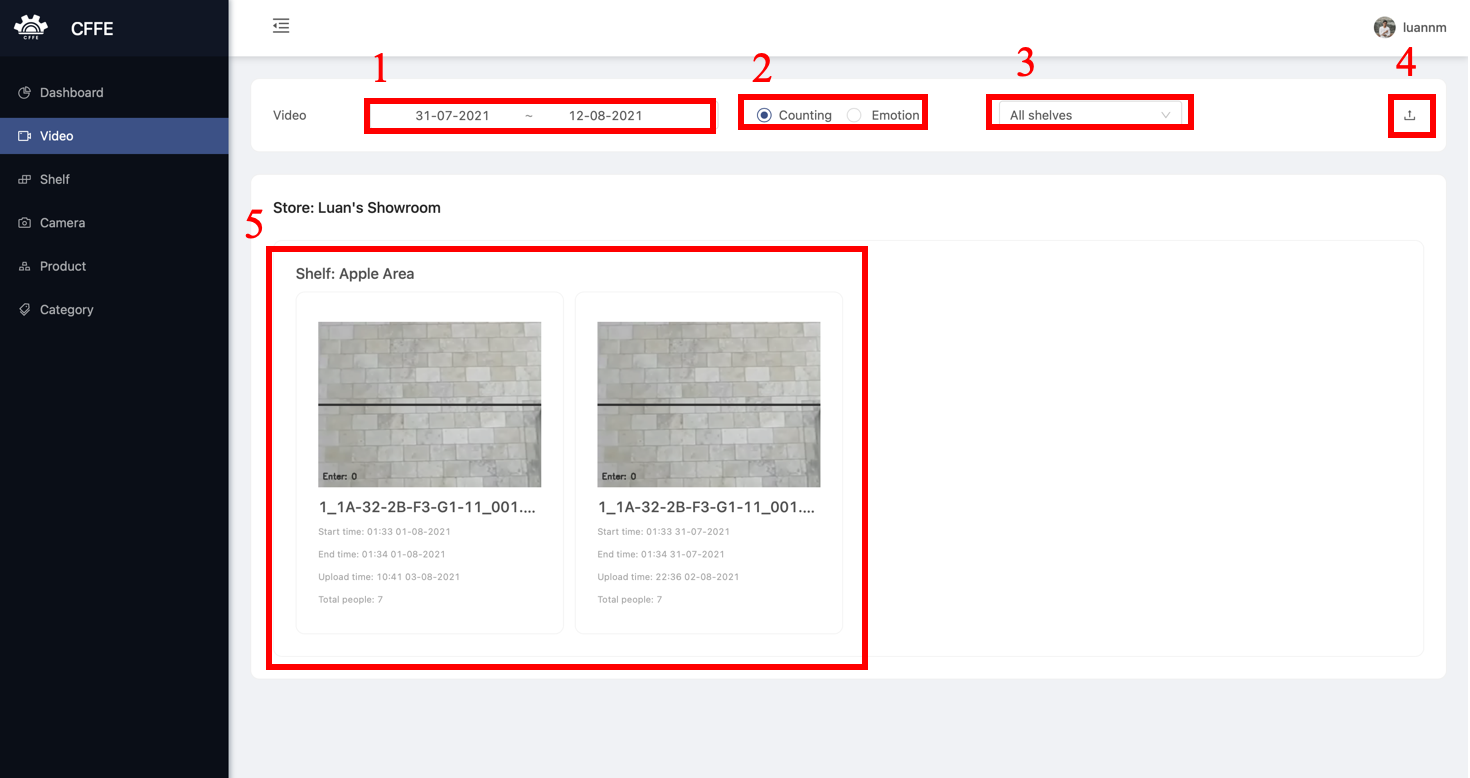 CFFE
CFFE
luannm
Dashboard
Video
Shelf
Camera
Product
Category
1
2
3
4
Video
31-07-2021 ~ 12-08-2021
Counting
Emotion
All shelves
Store: Luan's Showroom
5
Shelf: Apple Area
Enter: 0
1_1A-32-2B-F3-G1-11_001....
Start time: 01:33 01-08-2021
End time: 01:34 01-08-2021
Upload time: 10:41 03-08-2021
Total people: 7
Enter: 0
1_1A-32-2B-F3-G1-11_001....
Start time: 01:33 31-07-2021
End time: 01:34 31-07-2021
Upload time: 22:36 02-08-2021
Total people: 7